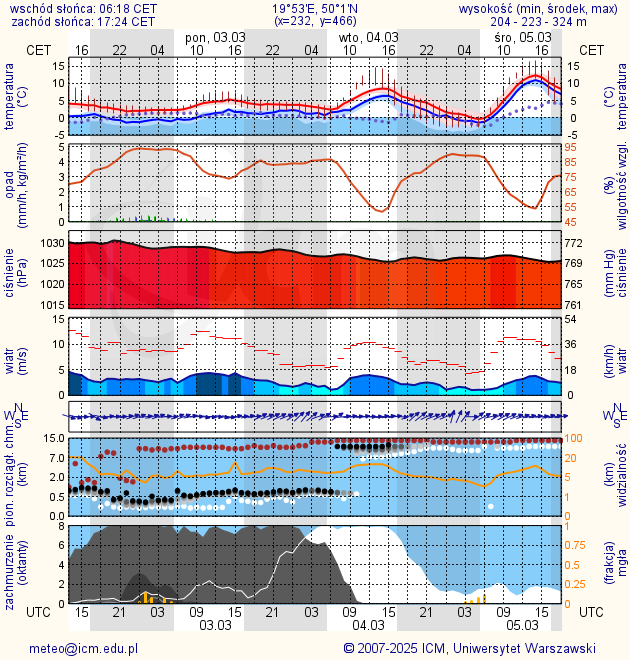 wschód słońca: 06:18 CET 19°53'E, 50°1'N wysokość (min, środek, max)
zachód słońca: 17:24 CET (x=232, y=466) 204 - 223 - 324 m
pon, 03.03 wto, 04.03 śro, 05.03
CET 16 22 04 10 16 22 04 10 16 22 04 10 16 CET
temperatura (°C) 15 10 5 0 -5 15 10 5 0 -5 (°C) temperatura
opad (mm/h, kg/m²/h) 5 4 3 2 1 0 95 85 75 65 55 45 (%) wilgotność wzgl.
ciśnienie (hPa) 1030 1025 1020 1015 772 769 765 761 (mm Hg) ciśnienie
wiatr (m/s) 15 10 5 0 54 36 18 0 (km/h) wiatr
N W E S N W E S
pion. rozciągł. chm. (km) 15.0 7.0 2.0 0.5 0.0 100 20 5 1 0 (km) widzialność
zachmurzenie (oktanty) 8 6 4 2 0 1 0.75 0.5 0.25 0 (frakcja) mgła
UTC 15 21 03 09 15 21 03 09 15 21 03 09 15 UTC
03.03 04.03 05.03
meteo@icm.edu.pl © 2007-2025 ICM, Uniwersytet Warszawski